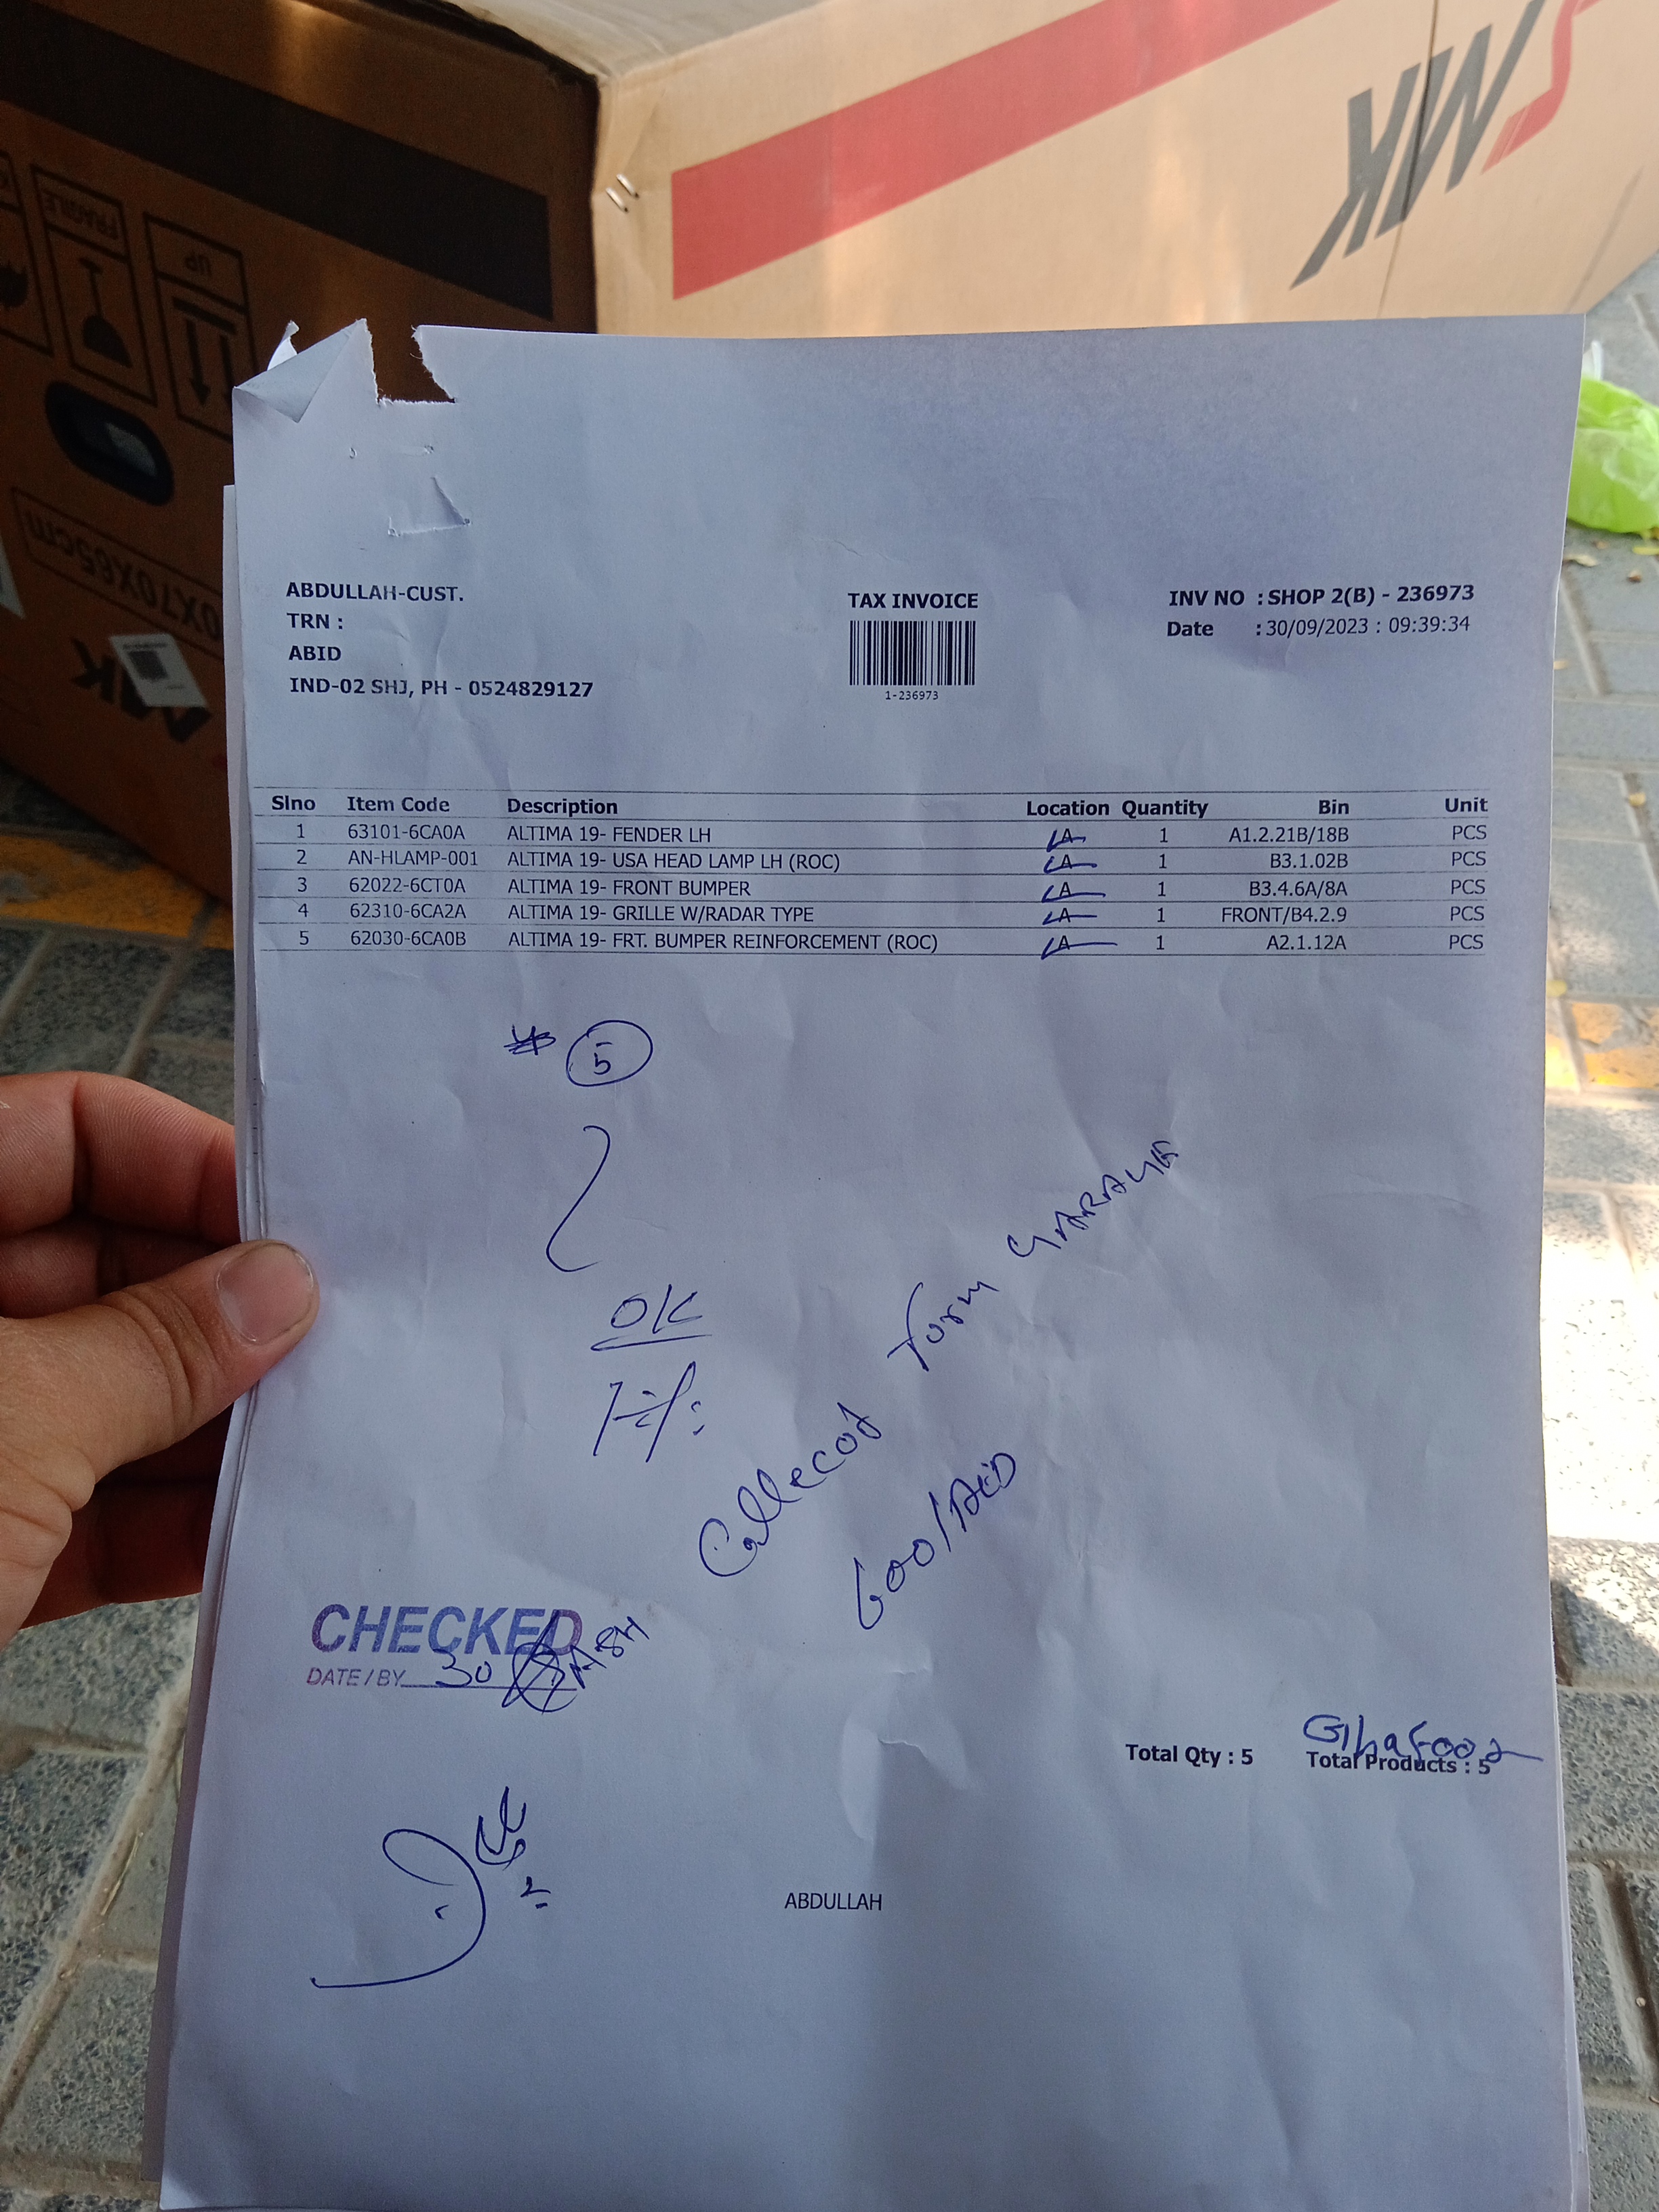 SMK
FRAGILE
UP
0X70X65cm
MK
ABDULLAH-CUST.
TRN :
ABID
IND-02 SHJ, PH - 0524829127
TAX INVOICE
1-236973
INV NO : SHOP 2(B) - 236973
Date : 30/09/2023 : 09:39:34
Slno Item Code Description Location Quantity Bin Unit
1 63101-6CA0A ALTIMA 19- FENDER LH LA 1 A1.2.21B/18B PCS
2 AN-HLAMP-001 ALTIMA 19- USA HEAD LAMP LH (ROC) LA 1 B3.1.02B PCS
3 62022-6CT0A ALTIMA 19- FRONT BUMPER LA 1 B3.4.6A/8A PCS
4 62310-6CA2A ALTIMA 19- GRILLE W/RADAR TYPE LA 1 FRONT/B4.2.9 PCS
5 62030-6CA0B ALTIMA 19- FRT. BUMPER REINFORCEMENT (ROC) LA 1 A2.1.12A PCS
5
OK
Form GARAGE
600/AED
CHECKED
DATE/BY 30
Total Qty : 5 Total Products : 5
ABDULLAH